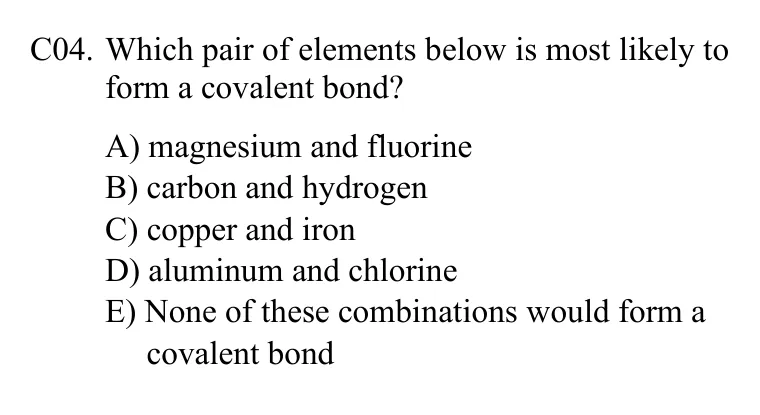 C04. Which pair of elements below is most likely to
form a covalent bond?
A) magnesium and fluorine
B) carbon and hydrogen
C) copper and iron
D) aluminum and chlorine
E) None of these combinations would form a
covalent bond